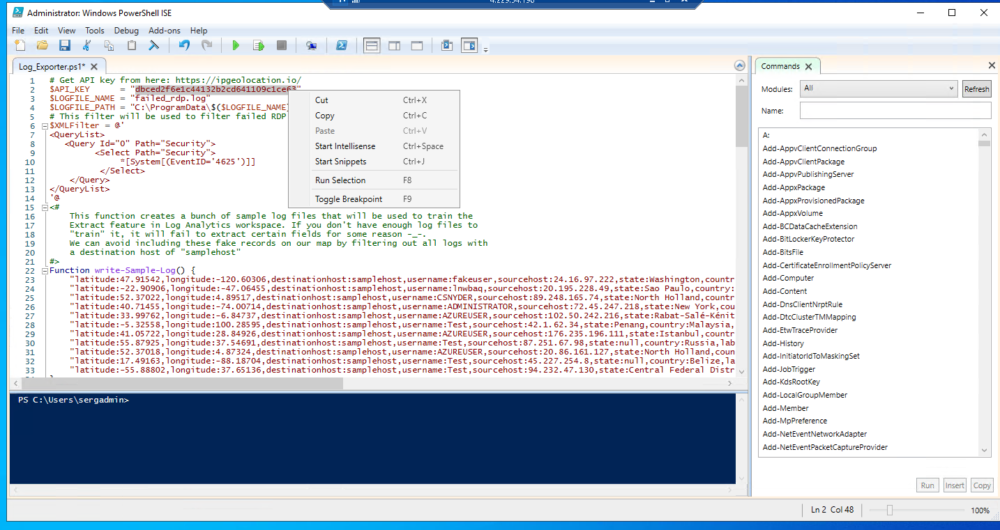 Administrator: Windows PowerShell ISE
File Edit View Tools Debug Add-ons Help
Log_Exporter.ps1*
1 # Get API key from here: https://ipgeolocation.io/
2 $API_KEY      = "dbced2f6e1c44132b2cd641109c1ce63"
3 $LOGFILE_NAME = "failed_rdp.log"
4 $LOGFILE_PATH = "C:\ProgramData\$($LOGFILE_NAME)
5 # This filter will be used to filter failed RDP
6 $XMLFilter = @'
7 <QueryList>
8 <Query Id="0" Path="Security">
9 <Select Path="Security">
10 *[System[(EventID='4625')]]
11 </Select>
12 </Query>
13 </QueryList>
14 '@
15 <#
16 This function creates a bunch of sample log files that will be used to train the
17 Extract feature in Log Analytics workspace. If you don't have enough log files to
18 "train" it, it will fail to extract certain fields for some reason -_-.
19 We can avoid including these fake records on our map by filtering out all logs with
20 a destination host of "samplehost"
21 #>
22 Function write-Sample-Log() {
23 "latitude:47.91542,longitude:-120.60306,destinationhost:samplehost,username:fakeuser,sourcehost:24.16.97.222,state:Washington,countr
24 "latitude:-22.90906,longitude:-47.06455,destinationhost:samplehost,username:lnwbaq,sourcehost:20.195.228.49,state:Sao Paulo,country:
25 "latitude:52.37022,longitude:4.89517,destinationhost:samplehost,username:CSNYDER,sourcehost:89.248.165.74,state:North Holland,countr
26 "latitude:40.71455,longitude:-74.00714,destinationhost:samplehost,username:ADMINISTRATOR,sourcehost:72.45.247.218,state:New York,cou
27 "latitude:33.99762,longitude:-6.84737,destinationhost:samplehost,username:AZUREUSER,sourcehost:102.50.242.216,state:Rabat-Salé-Kénit
28 "latitude:-5.32558,longitude:100.28595,destinationhost:samplehost,username:Test,sourcehost:42.1.62.34,state:Penang,country:Malaysia,
29 "latitude:41.05722,longitude:28.84926,destinationhost:samplehost,username:AZUREUSER,sourcehost:176.235.196.111,state:Istanbul,countr
30 "latitude:55.87925,longitude:37.54691,destinationhost:samplehost,username:Test,sourcehost:87.251.67.98,state:null,country:Russia,lab
31 "latitude:52.37018,longitude:4.87324,destinationhost:samplehost,username:AZUREUSER,sourcehost:20.86.161.127,state:North Holland,coun
32 "latitude:17.49163,longitude:-88.18704,destinationhost:samplehost,username:Test,sourcehost:45.227.254.8,state:null,country:Belize,la
33 "latitude:-55.88802,longitude:37.65136,destinationhost:samplehost,username:Test,sourcehost:94.232.47.130,state:Central Federal Distr
Cut Ctrl+X
Copy Ctrl+C
Paste Ctrl+V
Start Intellisense Ctrl+Space
Start Snippets Ctrl+J
Run Selection F8
Toggle Breakpoint F9
PS C:\Users\sergadmin>
Commands
Modules: All Refresh
Name:
A:
Add-AppvClientConnectionGroup
Add-AppvClientPackage
Add-AppvPublishingServer
Add-AppxPackage
Add-AppxProvisionedPackage
Add-AppxVolume
Add-BCDataCacheExtension
Add-BitLockerKeyProtector
Add-BitsFile
Add-CertificateEnrollmentPolicyServer
Add-Computer
Add-Content
Add-DnsClientNrptRule
Add-DtcClusterTMMapping
Add-EtwTraceProvider
Add-History
Add-InitiatorIdToMaskingSet
Add-JobTrigger
Add-KdsRootKey
Add-LocalGroupMember
Add-Member
Add-MpPreference
Add-NetEventNetworkAdapter
Add-NetEventPacketCaptureProvider
Run Insert Copy
Ln 2 Col 48 100%